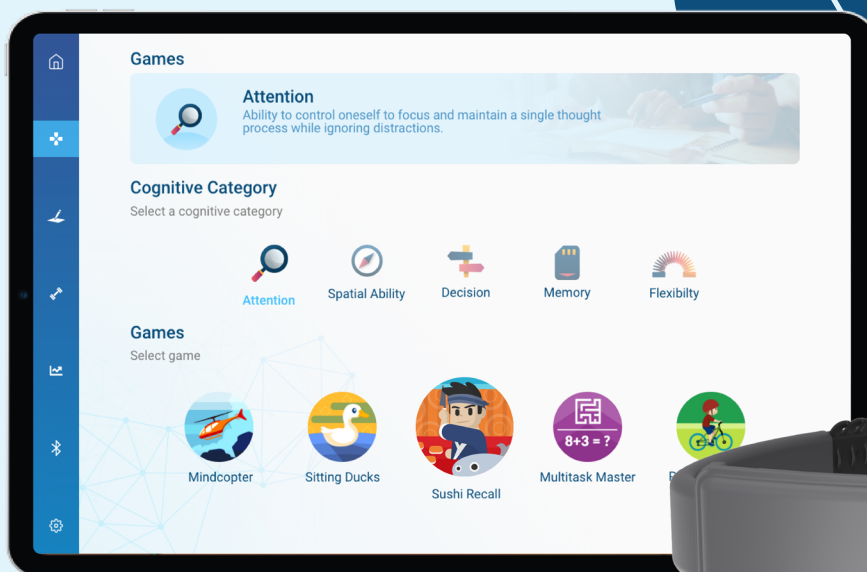 Games
Attention
Ability to control oneself to focus and maintain a single thought
process while ignoring distractions.
Cognitive Category
Select a cognitive category
Attention
Spatial Ability
Decision
Memory
Flexibilty
Games
Select game
8+3 = ?
Mindcopter
Sitting Ducks
Sushi Recall
Multitask Master